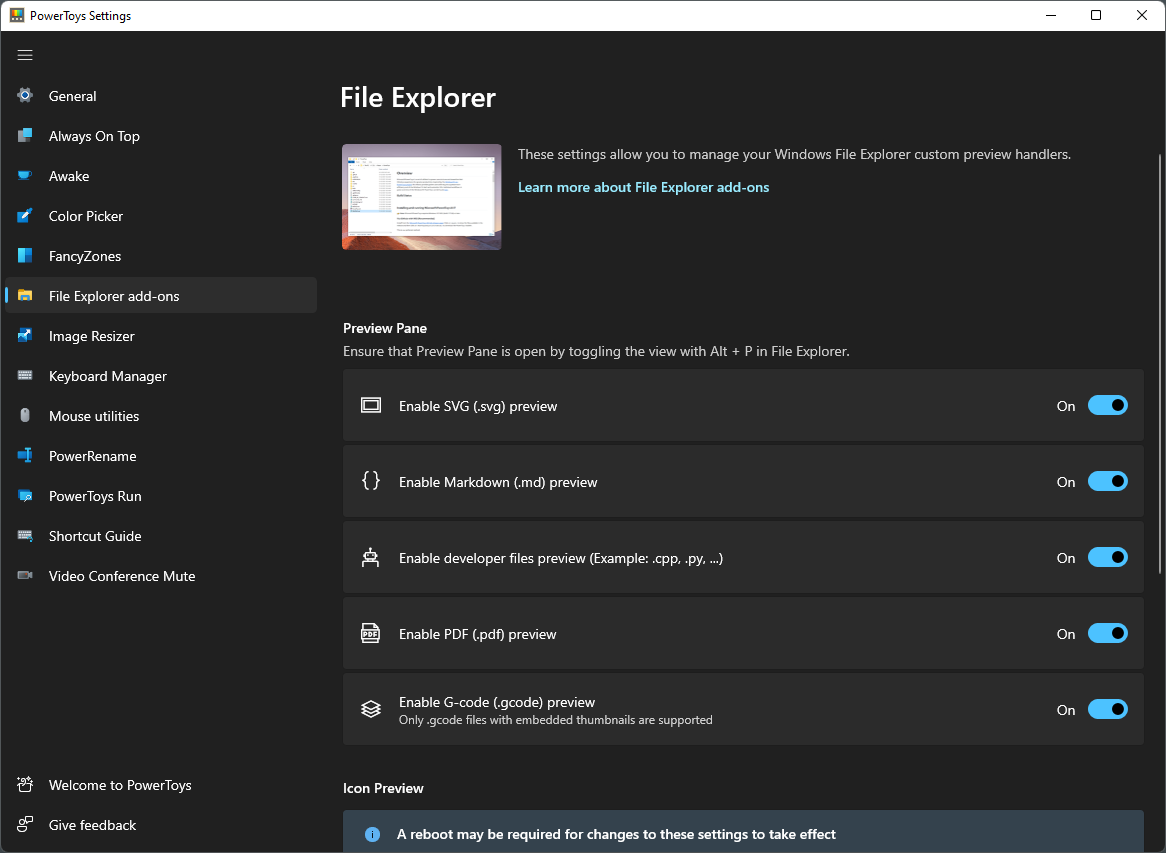 PowerToys Settings
General
Always On Top
Awake
Color Picker
FancyZones
File Explorer add-ons
Image Resizer
Keyboard Manager
Mouse utilities
PowerRename
PowerToys Run
Shortcut Guide
Video Conference Mute
Welcome to PowerToys
Give feedback
File Explorer
These settings allow you to manage your Windows File Explorer custom preview handlers.
Learn more about File Explorer add-ons
Preview Pane
Ensure that Preview Pane is open by toggling the view with Alt + P in File Explorer.
Enable SVG (.svg) preview On
Enable Markdown (.md) preview On
Enable developer files preview (Example: .cpp, .py, ...) On
PDF Enable PDF (.pdf) preview On
Enable G-code (.gcode) preview On
Only .gcode files with embedded thumbnails are supported
Icon Preview
A reboot may be required for changes to these settings to take effect